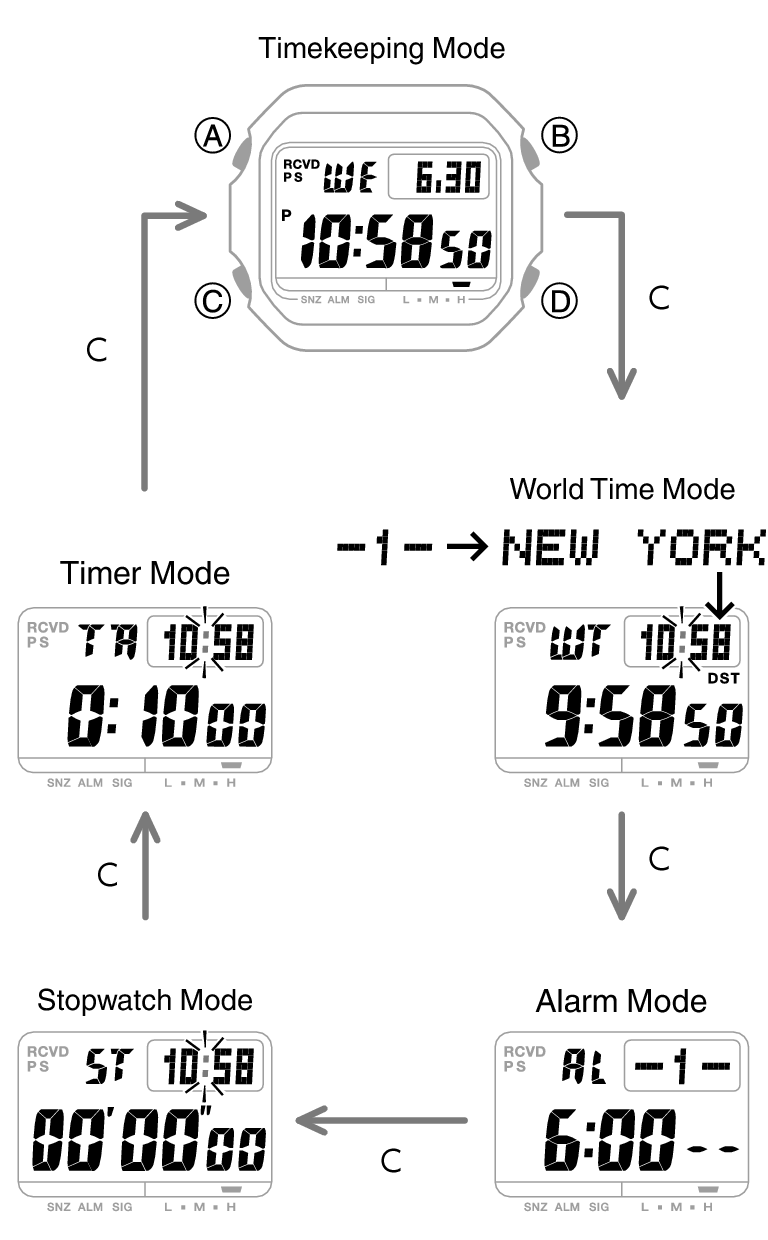 Timekeeping Mode
A
B
RCVD
PS
WE 6.30
P
10:58 50
SNZ ALM SIG L ▪ M ▪ H
C
D
C
C
World Time Mode
-1- → NEW YORK
Timer Mode
RCVD
PS
TR 10:58
0:10 00
SNZ ALM SIG L ▪ M ▪ H
RCVD
PS
WT 10:58
DST
9:58 50
SNZ ALM SIG L ▪ M ▪ H
C
C
Stopwatch Mode
RCVD
PS
ST 10:58
00'00"00
SNZ ALM SIG L ▪ M ▪ H
Alarm Mode
RCVD
PS
AL -1-
6:00 --
SNZ ALM SIG L ▪ M ▪ H
C